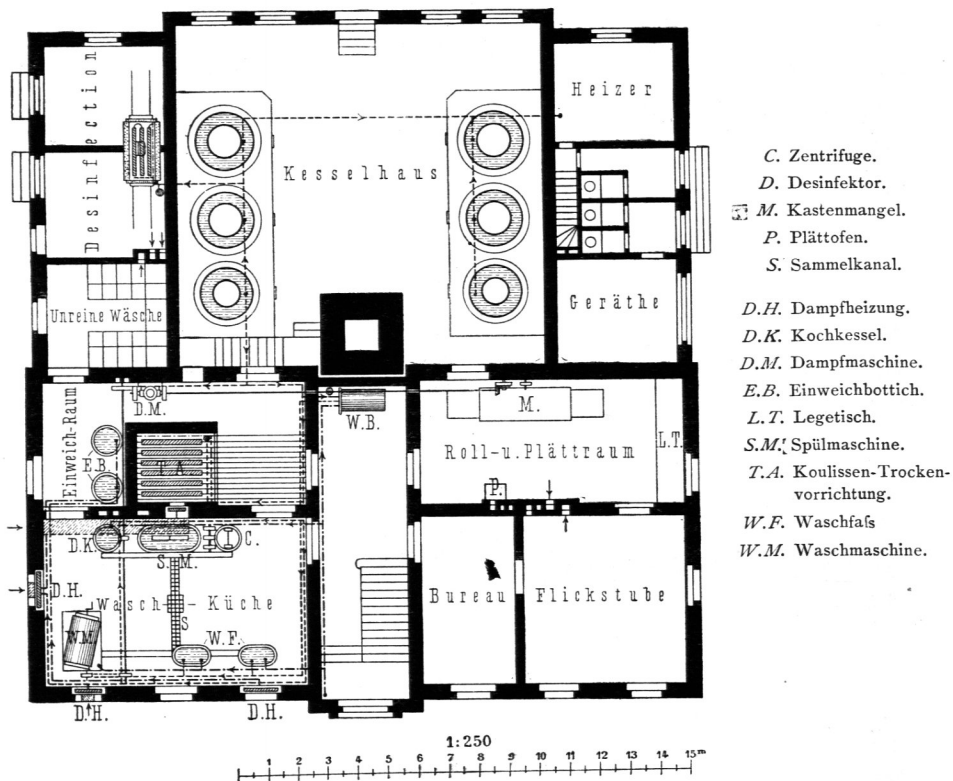 Desinfection
Kesselhaus
Heizer
Unreine Wäsche
Geräthe
D.M.
W.B.
M.
Einweich-Raum
E.B.
T.A.
Roll- u. Plättraum
L.T.
P.
D.K.
S.M.
C.
D.H.
Wasch-Küche
S
W.M.
W.F.
Bureau
Flickstube
D.H.
D.H.
C. Zentrifuge.
D. Desinfektor.
M. Kastenmangel.
P. Plättofen.
S. Sammelkanal.
D.H. Dampfheizung.
D.K. Kochkessel.
D.M. Dampfmaschine.
E.B. Einweichbottich.
L.T. Legetisch.
S.M. Spülmaschine.
T.A. Koulissen-Trocken-
vorrichtung.
W.F. Waschfaſs
W.M. Waschmaschine.
1:250
1 2 3 4 5 6 7 8 9 10 11 12 13 14 15m